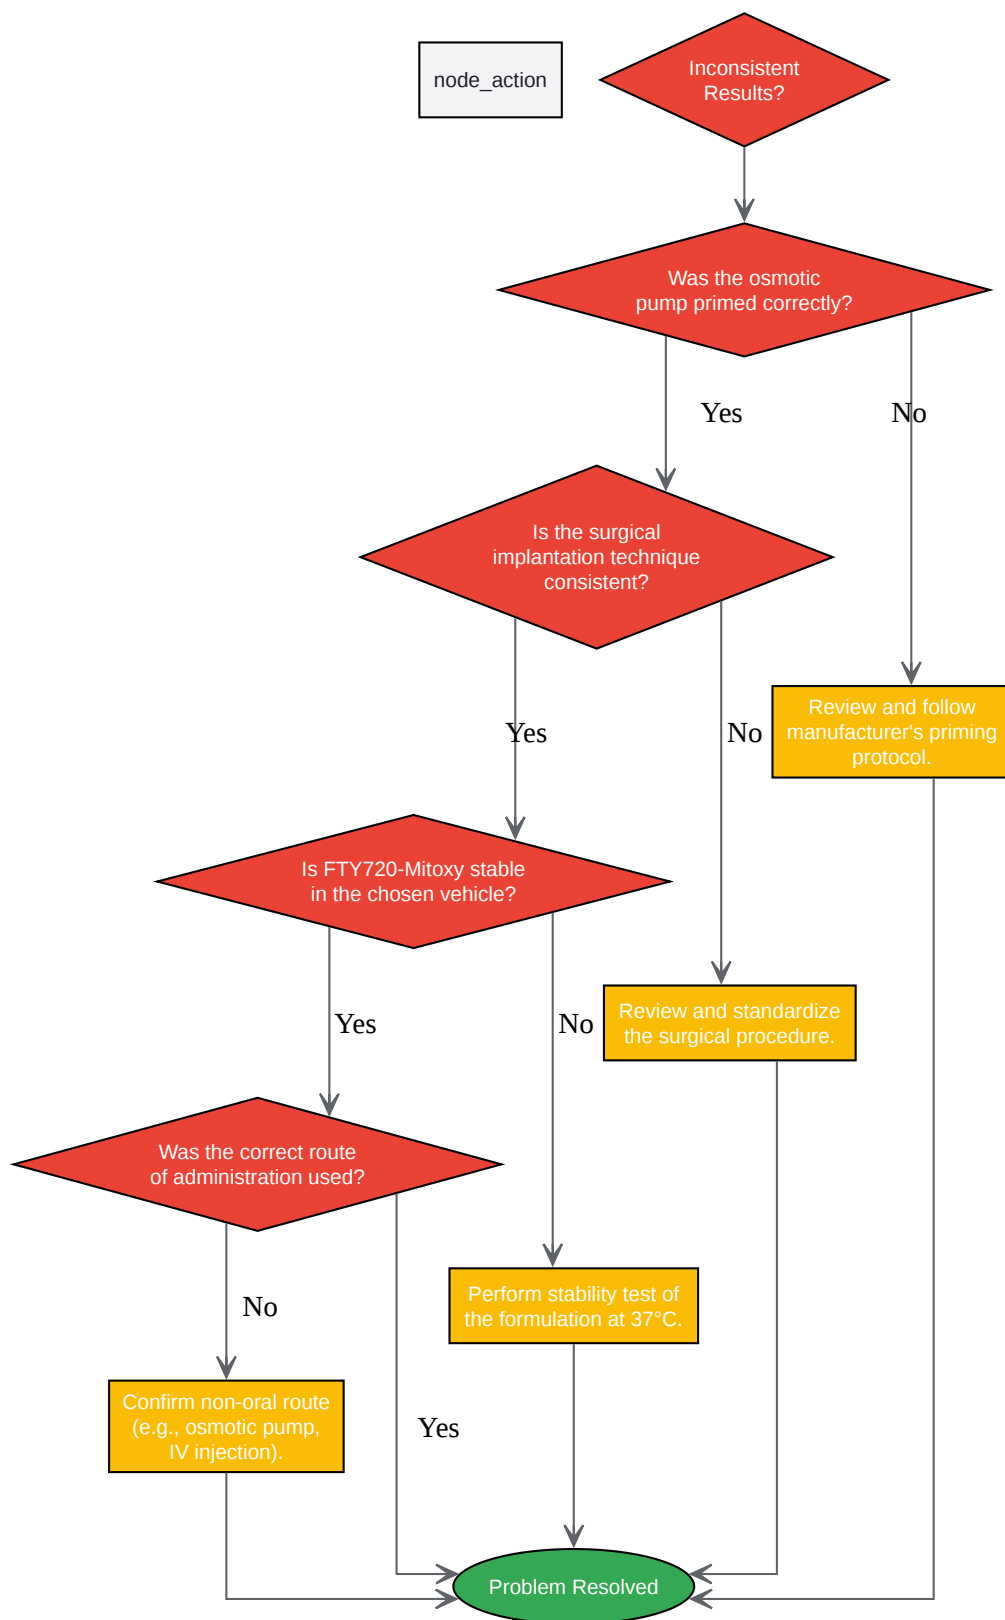 node_action
Inconsistent
Results?
Was the osmotic
pump primed correctly?
Yes
No
Is the surgical
implantation technique
consistent?
Review and follow
manufacturer's priming
protocol.
Yes
No
Is FTY720-Mitoxy stable
in the chosen vehicle?
Review and standardize
the surgical procedure.
Yes
No
Was the correct route
of administration used?
Perform stability test of
the formulation at 37°C.
No
Confirm non-oral route
(e.g., osmotic pump,
IV injection).
Yes
Problem Resolved